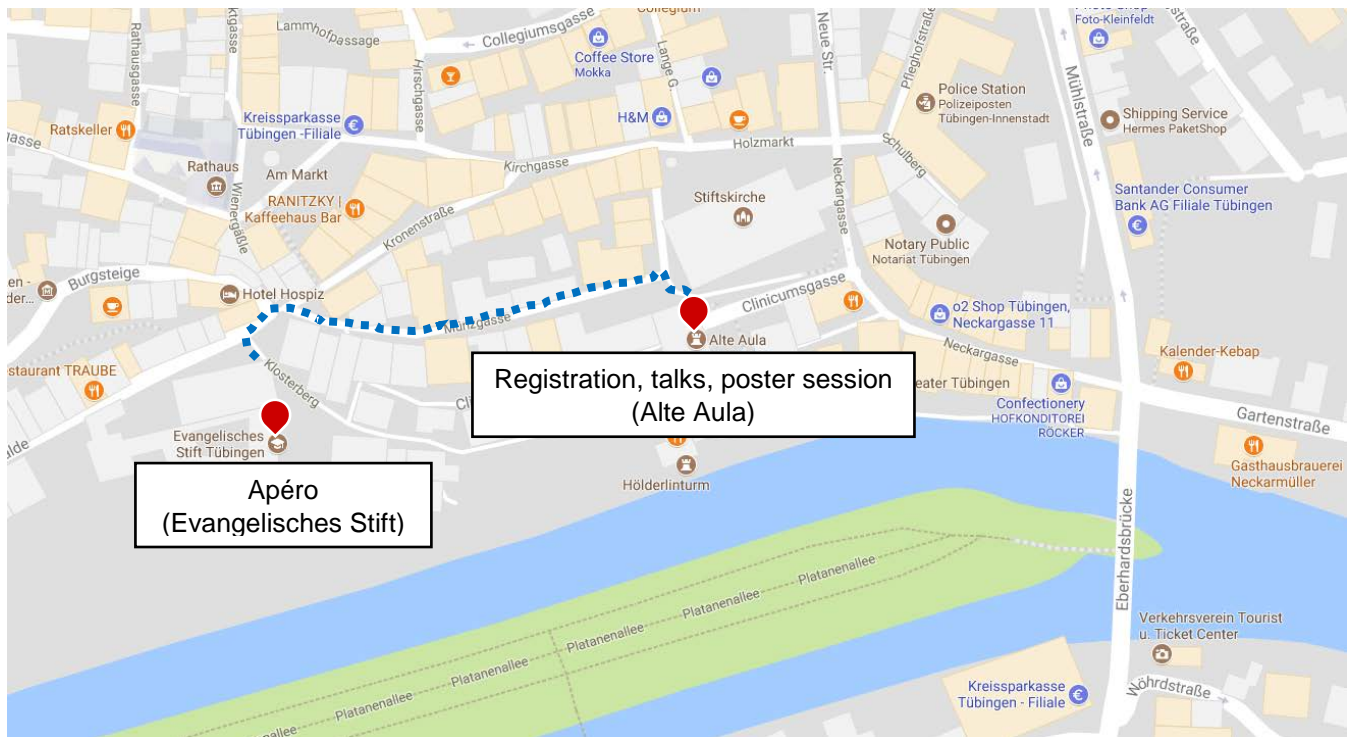 Rathausgasse
Lammhofpassage
Hirschgasse
Collegiumsgasse
Coffee Store
Mokka
Lange G
Neue Str.
Pfleghofstraße
Foto-Kleinfeldt
Mühlstraße
Police Station
Polizeiposten
Tübingen-Innenstadt
Shipping Service
Hermes PaketShop
Ratskeller
Kreissparkasse
Tübingen -Filiale
H&M
Holzmarkt
Schulberg
Kirchgasse
Rathaus
Am Markt
Wienergäßle
RANITZKY |
Kaffeehaus Bar
Kronenstraße
Stiftskirche
Neckargasse
Santander Consumer
Bank AG Filiale Tübingen
Notary Public
Notariat Tübingen
Burgsteige
Hotel Hospiz
Münzgasse
Clinicumsgasse
Alte Aula
o2 Shop Tübingen,
Neckargasse 11
Neckargasse
Kalender-Kebap
Restaurant TRAUBE
Klosterberg
Registration, talks, poster session
(Alte Aula)
Confectionery
HOFKONDITOREI
RÖCKER
Gartenstraße
Evangelisches
Stift Tübingen
Gasthausbrauerei
Neckarmüller
Hölderlinturm
Apéro
(Evangelisches Stift)
Eberhardsbrücke
Platanenallee
Platanenallee
Platanenallee
Platanenallee
Platanenallee
Platanenallee
Verkehrsverein Tourist
u. Ticket Center
Kreissparkasse
Tübingen - Filiale
Wöhrdstraße